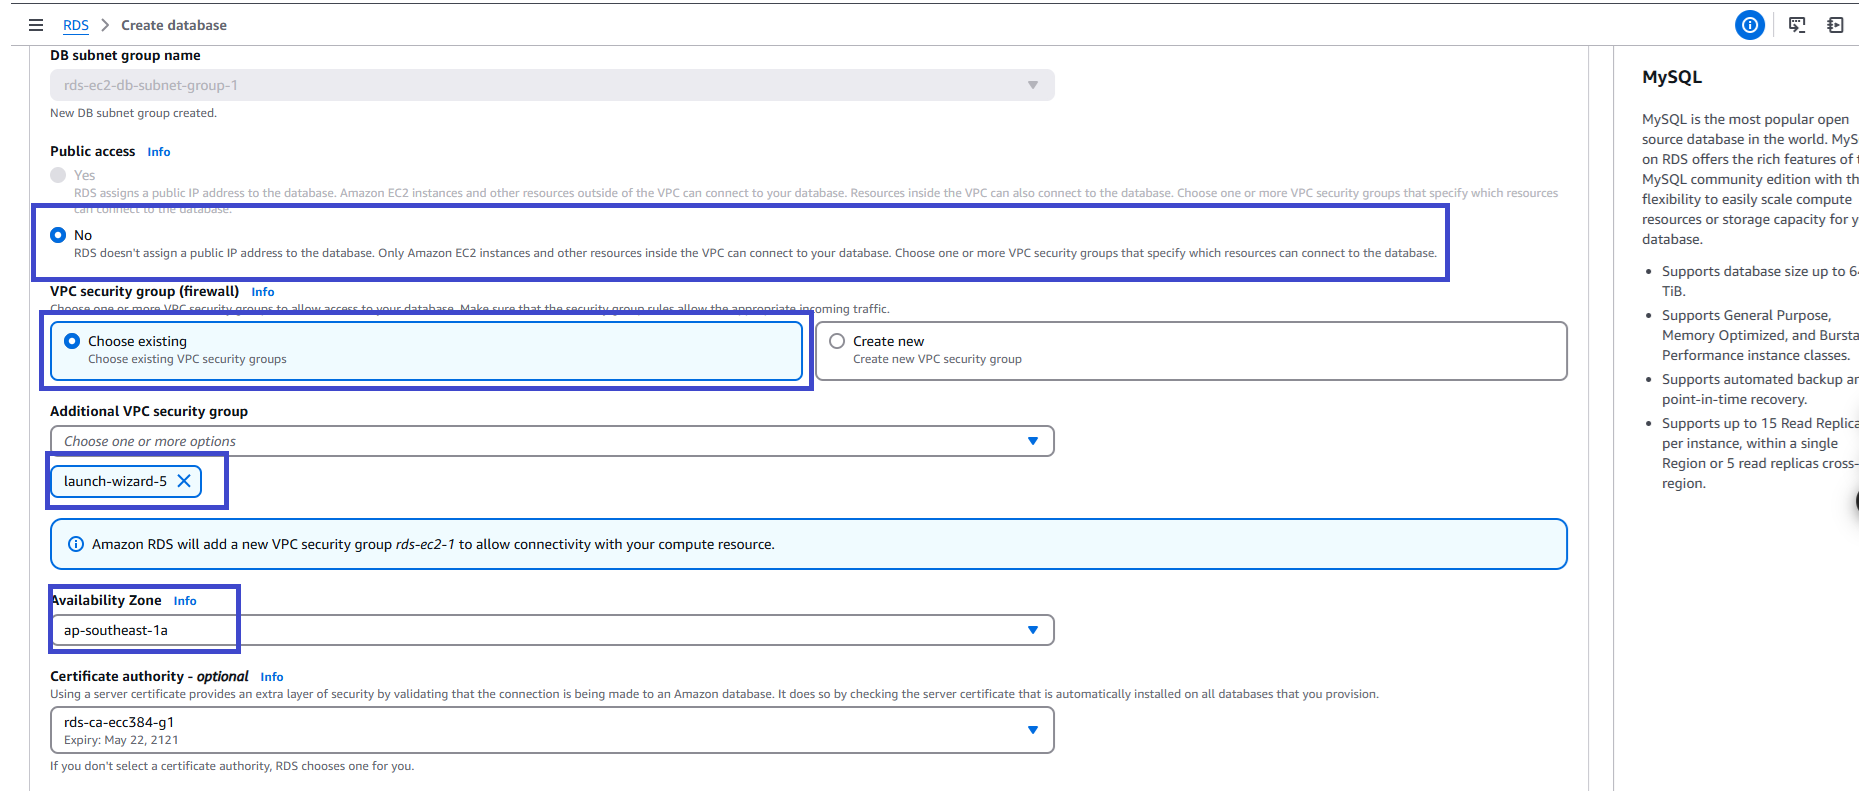 RDS > Create database
DB subnet group name
rds-ec2-db-subnet-group-1
New DB subnet group created.
Public access Info
Yes
RDS assigns a public IP address to the database. Amazon EC2 instances and other resources outside of the VPC can connect to your database. Resources inside the VPC can also connect to the database. Choose one or more VPC security groups that specify which resources
can connect to the database.
No
RDS doesn't assign a public IP address to the database. Only Amazon EC2 instances and other resources inside the VPC can connect to your database. Choose one or more VPC security groups that specify which resources can connect to the database.
VPC security group (firewall) Info
Choose one or more VPC security groups to allow access to your database. Make sure that the security group rules allow the appropriate incoming traffic.
Choose existing
Choose existing VPC security groups
Create new
Create new VPC security group
Additional VPC security group
Choose one or more options
launch-wizard-5
Amazon RDS will add a new VPC security group rds-ec2-1 to allow connectivity with your compute resource.
Availability Zone Info
ap-southeast-1a
Certificate authority - optional Info
Using a server certificate provides an extra layer of security by validating that the connection is being made to an Amazon database. It does so by checking the server certificate that is automatically installed on all databases that you provision.
rds-ca-ecc384-g1
Expiry: May 22, 2121
If you don't select a certificate authority, RDS chooses one for you.
MySQL
MySQL is the most popular open
source database in the world. MyS
on RDS offers the rich features of
MySQL community edition with th
flexibility to easily scale compute
resources or storage capacity for y
database.
Supports database size up to 6
TiB.
Supports General Purpose,
Memory Optimized, and Bursta
Performance instance classes.
Supports automated backup an
point-in-time recovery.
Supports up to 15 Read Replica
per instance, within a single
Region or 5 read replicas cross-
region.